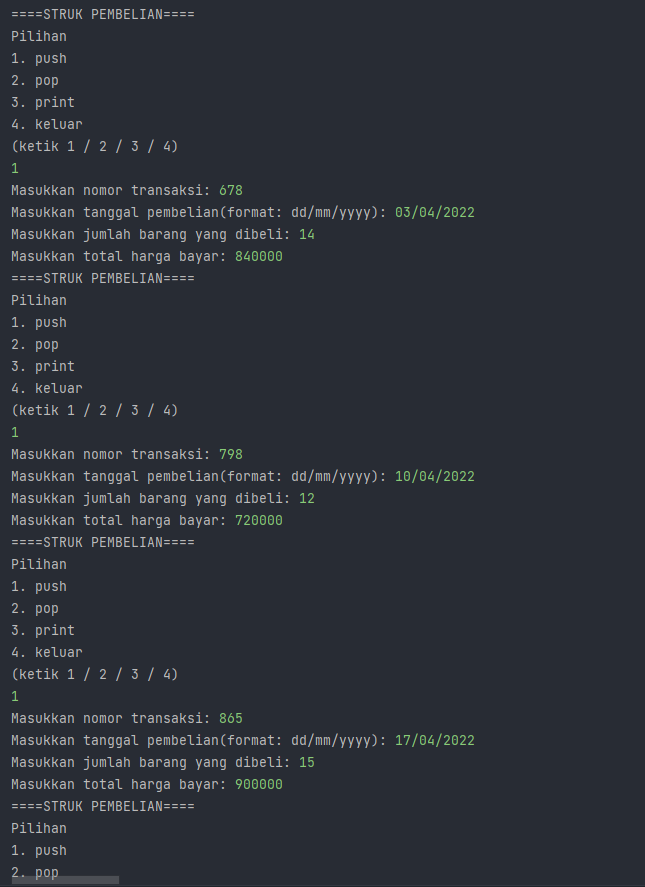 ====STRUK PEMBELIAN====
Pilihan
1. push
2. pop
3. print
4. keluar
(ketik 1 / 2 / 3 / 4)
1
Masukkan nomor transaksi: 678
Masukkan tanggal pembelian(format: dd/mm/yyyy): 03/04/2022
Masukkan jumlah barang yang dibeli: 14
Masukkan total harga bayar: 840000
====STRUK PEMBELIAN====
Pilihan
1. push
2. pop
3. print
4. keluar
(ketik 1 / 2 / 3 / 4)
1
Masukkan nomor transaksi: 798
Masukkan tanggal pembelian(format: dd/mm/yyyy): 10/04/2022
Masukkan jumlah barang yang dibeli: 12
Masukkan total harga bayar: 720000
====STRUK PEMBELIAN====
Pilihan
1. push
2. pop
3. print
4. keluar
(ketik 1 / 2 / 3 / 4)
1
Masukkan nomor transaksi: 865
Masukkan tanggal pembelian(format: dd/mm/yyyy): 17/04/2022
Masukkan jumlah barang yang dibeli: 15
Masukkan total harga bayar: 900000
====STRUK PEMBELIAN====
Pilihan
1. push
2. pop